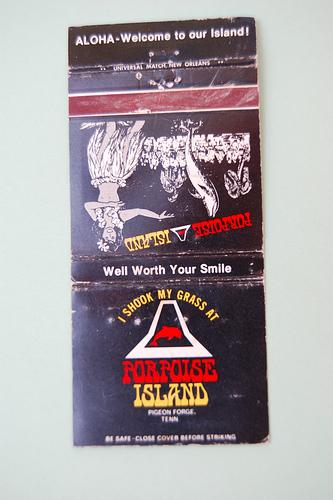 ALOHA-Welcome to our Island!
UNIVERSAL MATCH, NEW ORLEANS
PORPOISE ISLAND
Well Worth Your Smile
I SHOOK MY GRASS AT
PORPOISE
ISLAND
PIGEON FORGE,
TENN
BE SAFE-CLOSE COVER BEFORE STRIKING